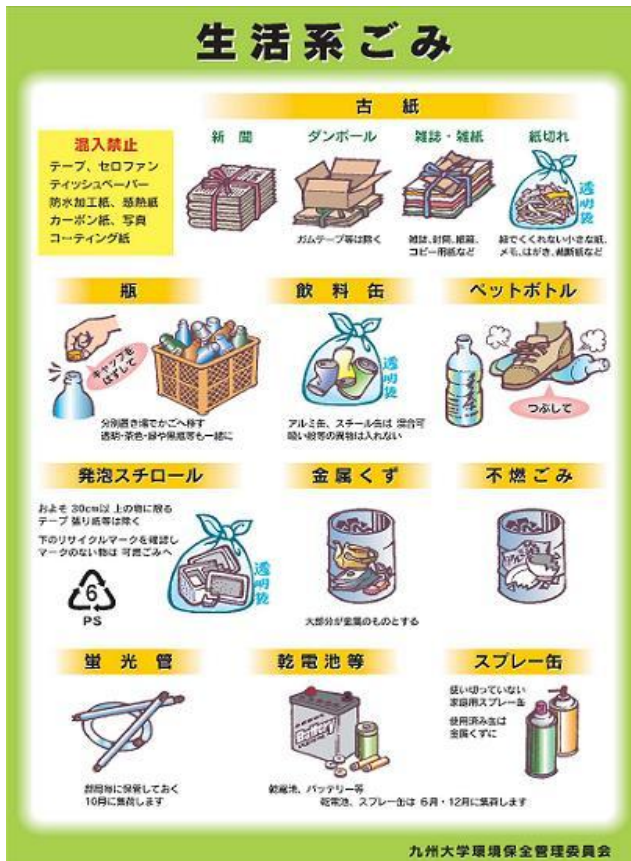 生活系ごみ
古紙
混入禁止
テープ、セロファン
ティッシュペーパー
防水加工紙、感熱紙
カーボン紙、写真
コーティング紙
新聞
ダンボール
ガムテープ等は除く
雑誌・雑紙
雑誌、封筒、紙箱、
コピー用紙など
紙切れ
透明袋
紐でくくれない小さな紙、
メモ、はがき、裁断紙など
瓶
キャップを
はずして
分別置き場でかごへ移す
透明・茶色・緑や黒瓶等も一緒に
飲料缶
透明袋
アルミ缶、スチール缶は 混合可
吸い殻等の異物は入れない
ペットボトル
つぶして
発泡スチロール
およそ 30cm以 上の物に限る
テープ 張り紙等は除く
下のリサイクルマークを確認し
マークのない物は 可燃ごみへ
6
PS
透明袋
金属くず
大部分が金属のものとする
不燃ごみ
蛍光管
部局毎に保管しておく
10月に集荷します
乾電池等
Battery
乾電池、バッテリー等
乾電池、スプレー缶は 6月・12月に集荷します
スプレー缶
使い切っていない
家庭用スプレー缶
使用済み缶は
金属くずに
九州大学環境保全管理委員会